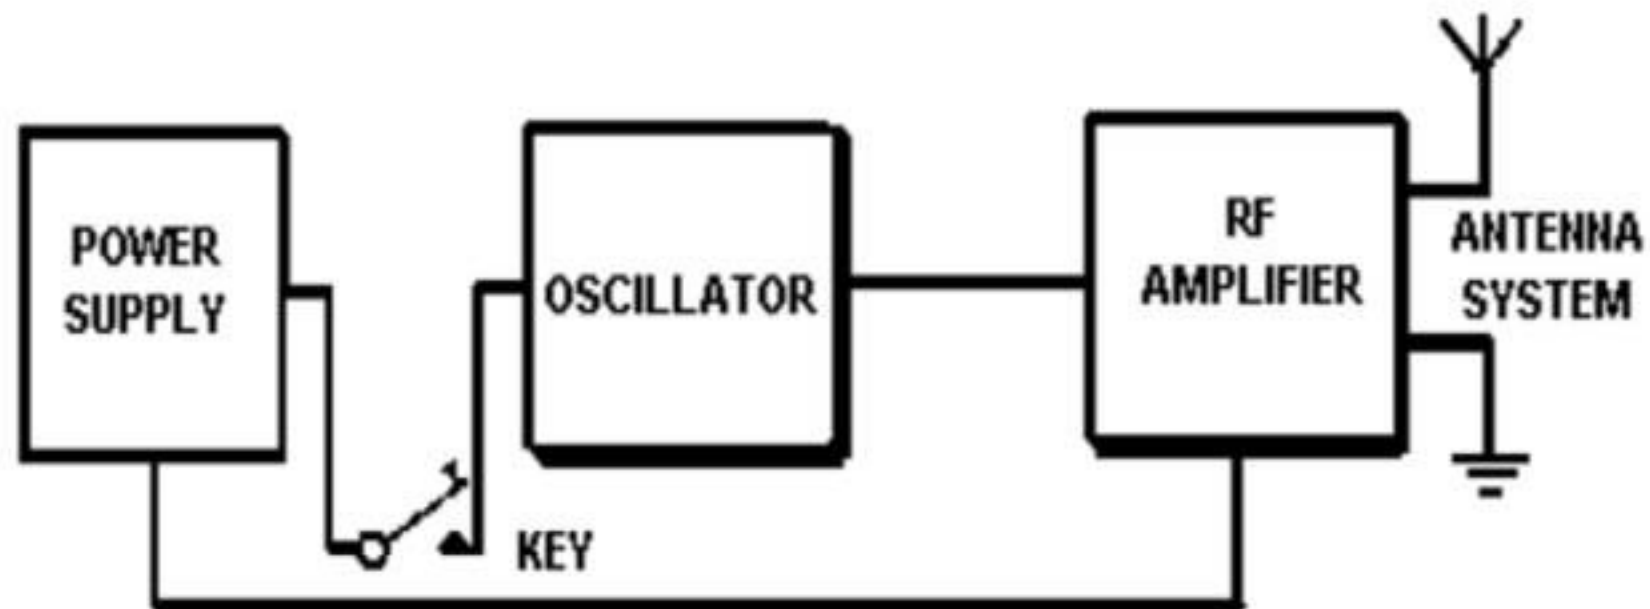 POWER
SUPPLY
OSCILLATOR
RF
AMPLIFIER
ANTENNA
SYSTEM
KEY